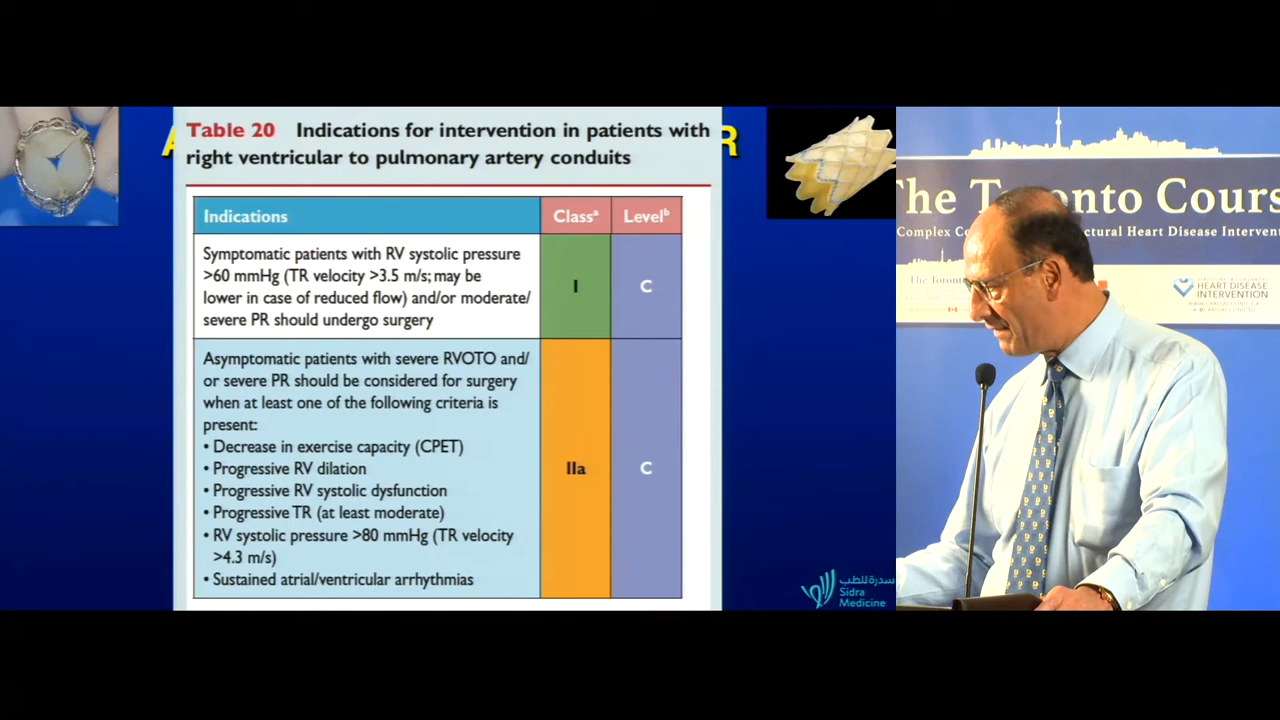 A
R
Table 20 Indications for intervention in patients with
right ventricular to pulmonary artery conduits
Indications Classᵃ Levelᵇ
Symptomatic patients with RV systolic pressure
>60 mmHg (TR velocity >3.5 m/s; may be
lower in case of reduced flow) and/or moderate/
severe PR should undergo surgery
I C
Asymptomatic patients with severe RVOTO and/
or severe PR should be considered for surgery
when at least one of the following criteria is
present:
• Decrease in exercise capacity (CPET)
• Progressive RV dilation
• Progressive RV systolic dysfunction
• Progressive TR (at least moderate)
• RV systolic pressure >80 mmHg (TR velocity
>4.3 m/s)
• Sustained atrial/ventricular arrhythmias
IIa C
سدرة للطب
Sidra
Medicine
The Toronto Cours
Complex Co ctural Heart Disease Interven
The Toronto
HEART DISEASE
INTERVENTION